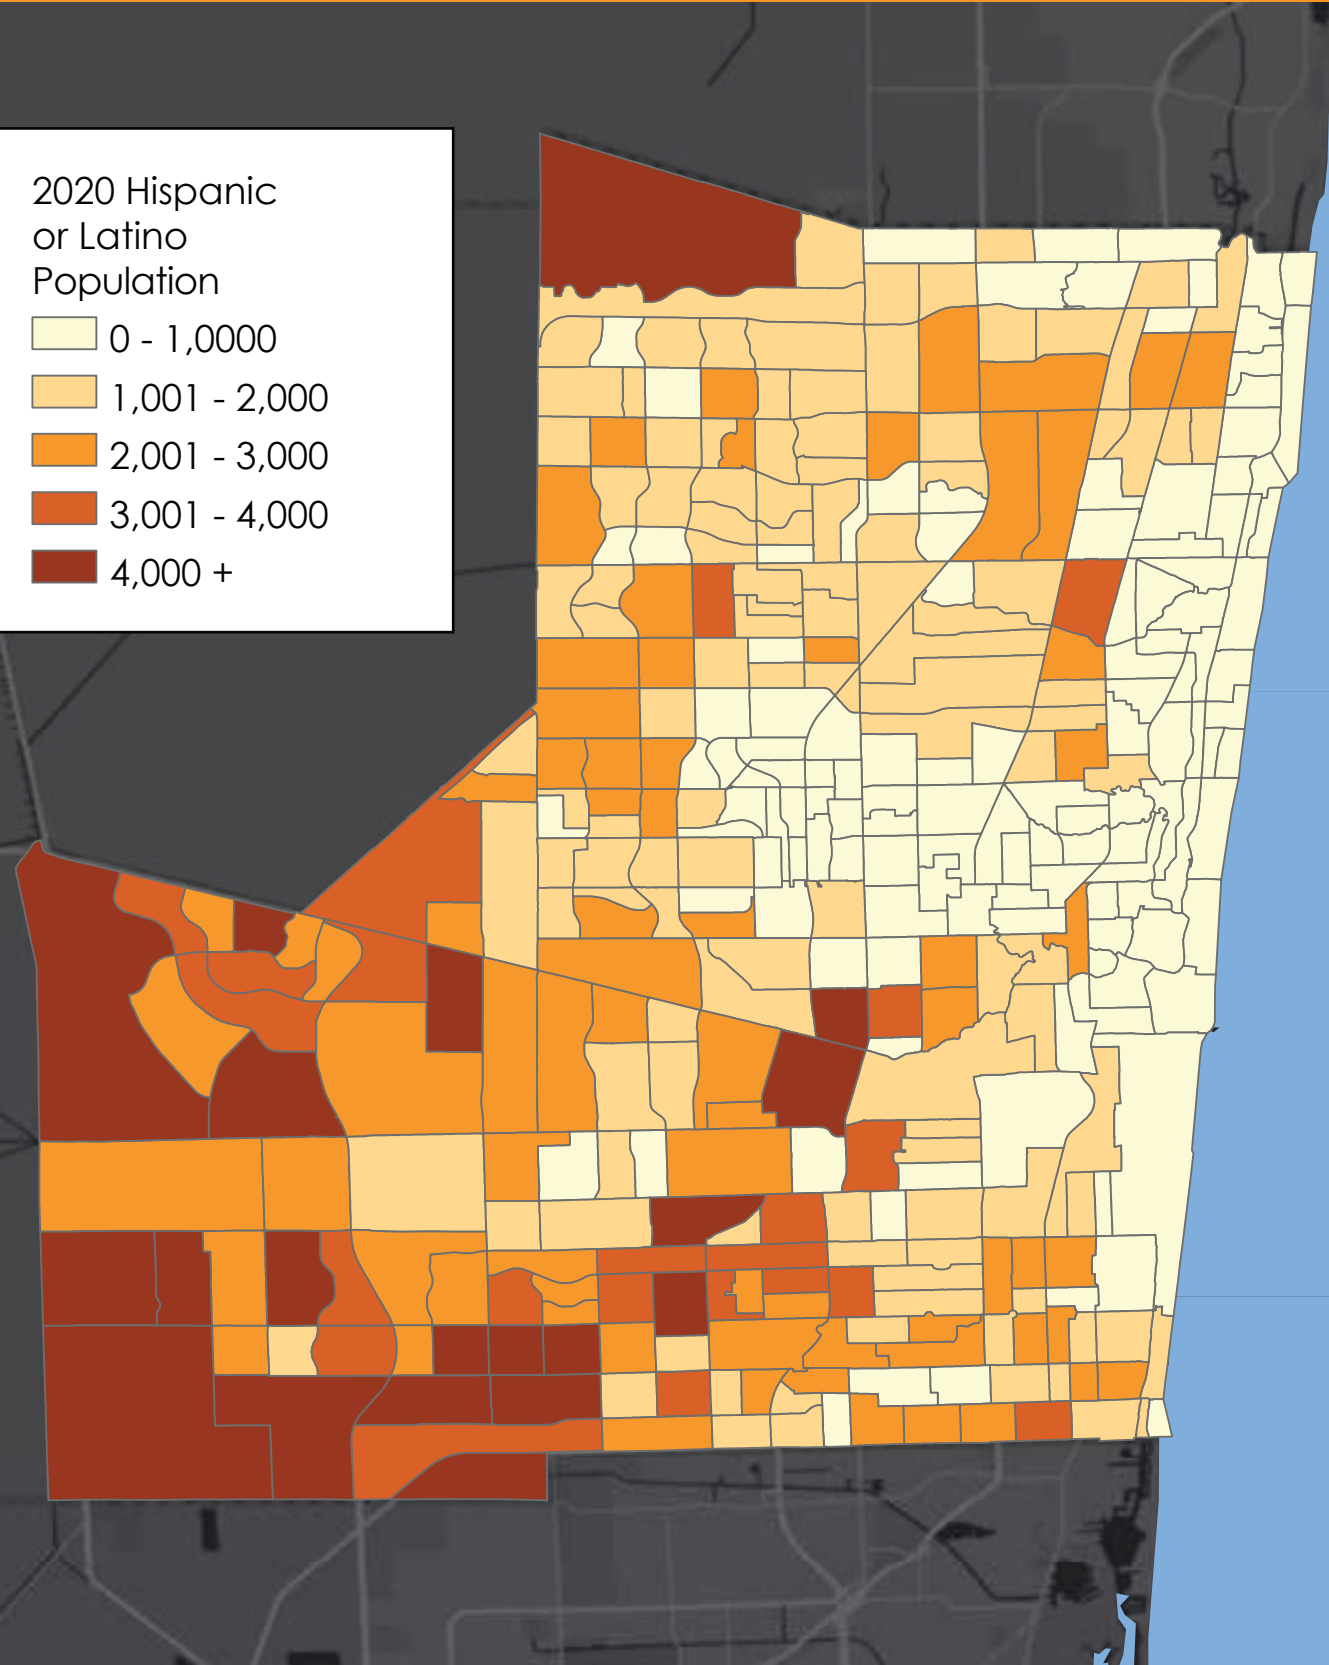 2020 Hispanic
or Latino
Population
0 - 1,0000
1,001 - 2,000
2,001 - 3,000
3,001 - 4,000
4,000 +